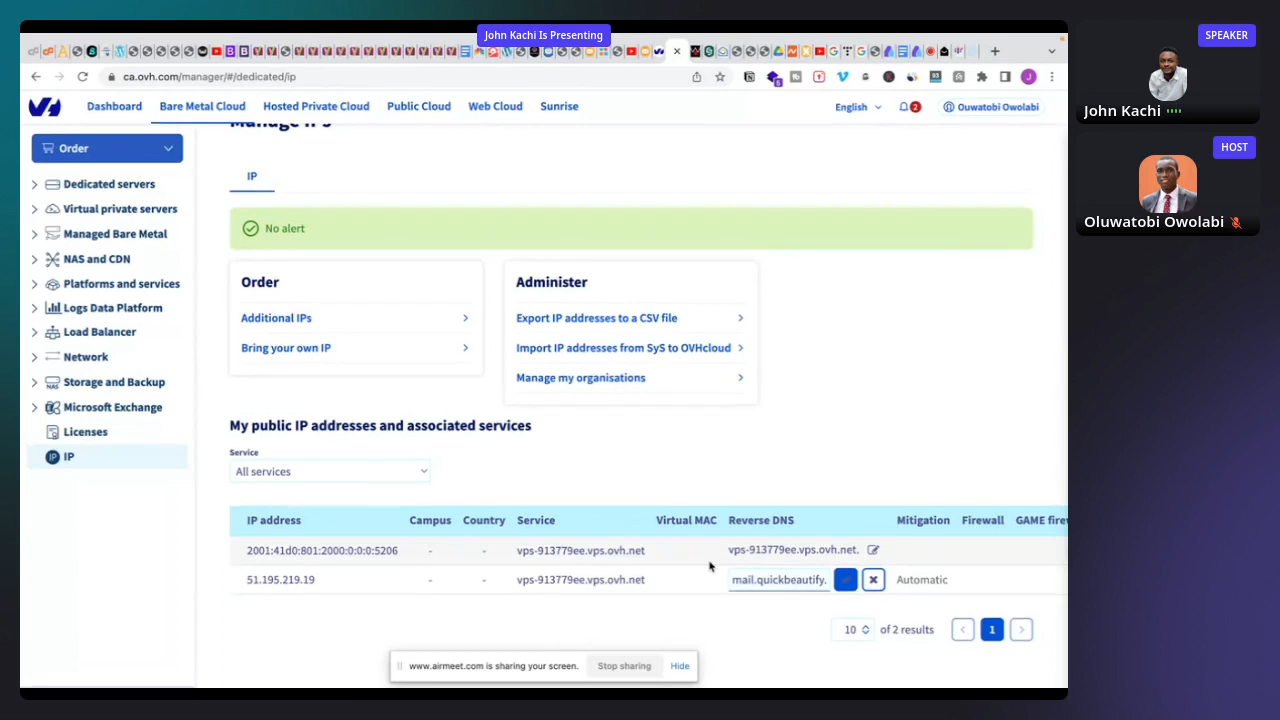 John Kachi Is Presenting
SPEAKER
John Kachi
HOST
Oluwatobi Owolabi
ca.ovh.com/manager/#/dedicated/ip
Dashboard
Bare Metal Cloud
Hosted Private Cloud
Public Cloud
Web Cloud
Sunrise
English
2
Ouwatobi Owolabi
Order
Dedicated servers
Virtual private servers
Managed Bare Metal
NAS and CDN
Platforms and services
Logs Data Platform
Load Balancer
Network
Storage and Backup
Microsoft Exchange
Licenses
IP
Manage IPs
IP
No alert
Order
Additional IPs
Bring your own IP
Administer
Export IP addresses to a CSV file
Import IP addresses from SyS to OVHcloud
Manage my organisations
My public IP addresses and associated services
Service
All services
IP address Campus Country Service Virtual MAC Reverse DNS Mitigation Firewall GAME firew
2001:41d0:801:2000:0:0:0:5206 - - vps-913779ee.vps.ovh.net vps-913779ee.vps.ovh.net.
51.195.219.19 - - vps-913779ee.vps.ovh.net mail.quickbeautify. Automatic
10 of 2 results 1
www.airmeet.com is sharing your screen. Stop sharing Hide